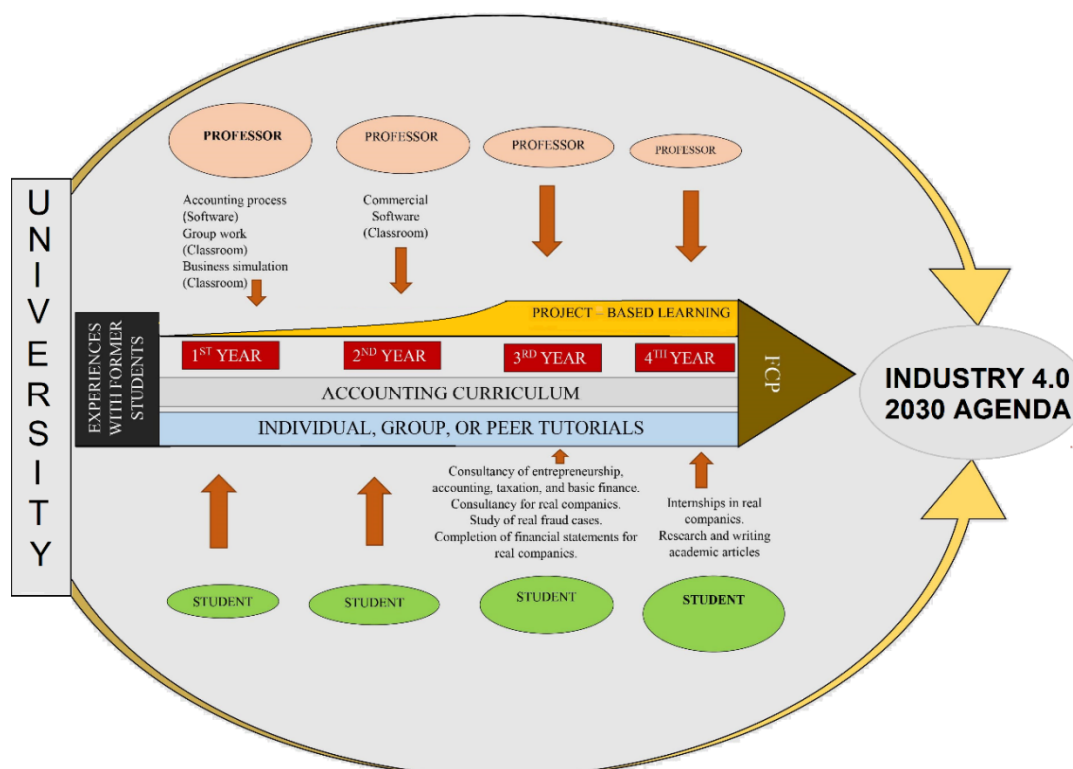 UNIVERSITY
PROFESSOR
PROFESSOR
PROFESSOR
PROFESSOR
Accounting process
(Software)
Group work
(Classroom)
Business simulation
(Classroom)
Commercial
Software
(Classroom)
EXPERIENCES
WITH FORMER
STUDENTS
PROJECT – BASED LEARNING
1ST YEAR
2ND YEAR
3RD YEAR
4TH YEAR
ACCOUNTING CURRICULUM
INDIVIDUAL, GROUP, OR PEER TUTORIALS
INDUSTRY 4.0
2030 AGENDA
Consultancy of entrepreneurship,
accounting, taxation, and basic finance.
Consultancy for real companies.
Study of real fraud cases.
Completion of financial statements for
real companies.
Internships in real
companies.
Research and writing
academic articles
STUDENT
STUDENT
STUDENT
STUDENT